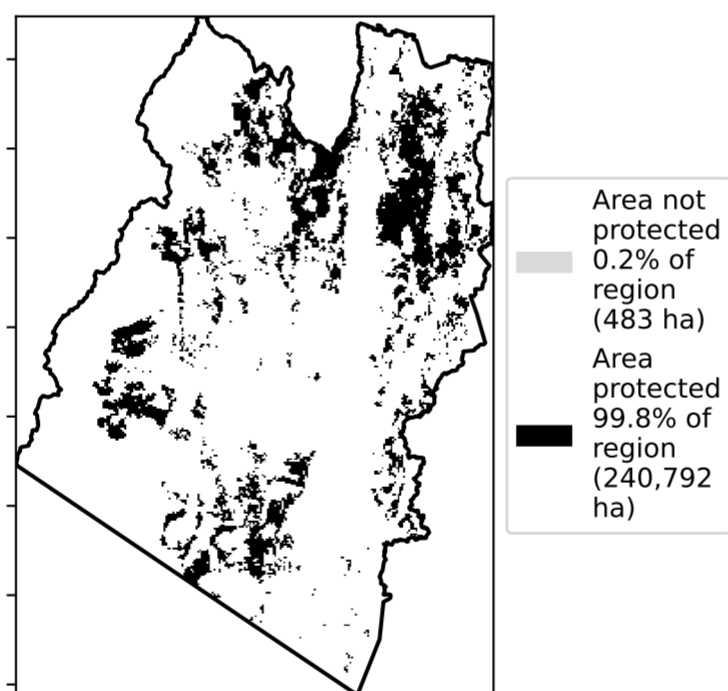 Area not
protected
0.2% of
region
(483 ha)
Area
protected
99.8% of
region
(240,792
ha)